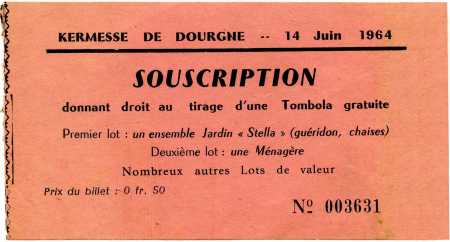 KERMESSE DE DOURGNE -- 14 Juin 1964
SOUSCRIPTION
donnant droit au tirage d'une Tombola gratuite
Premier lot : un ensemble Jardin « Stella » (guéridon, chaises)
Deuxième lot : une Ménagère
Nombreux autres Lots de valeur
Prix du billet : 0 fr. 50
Nº 003631